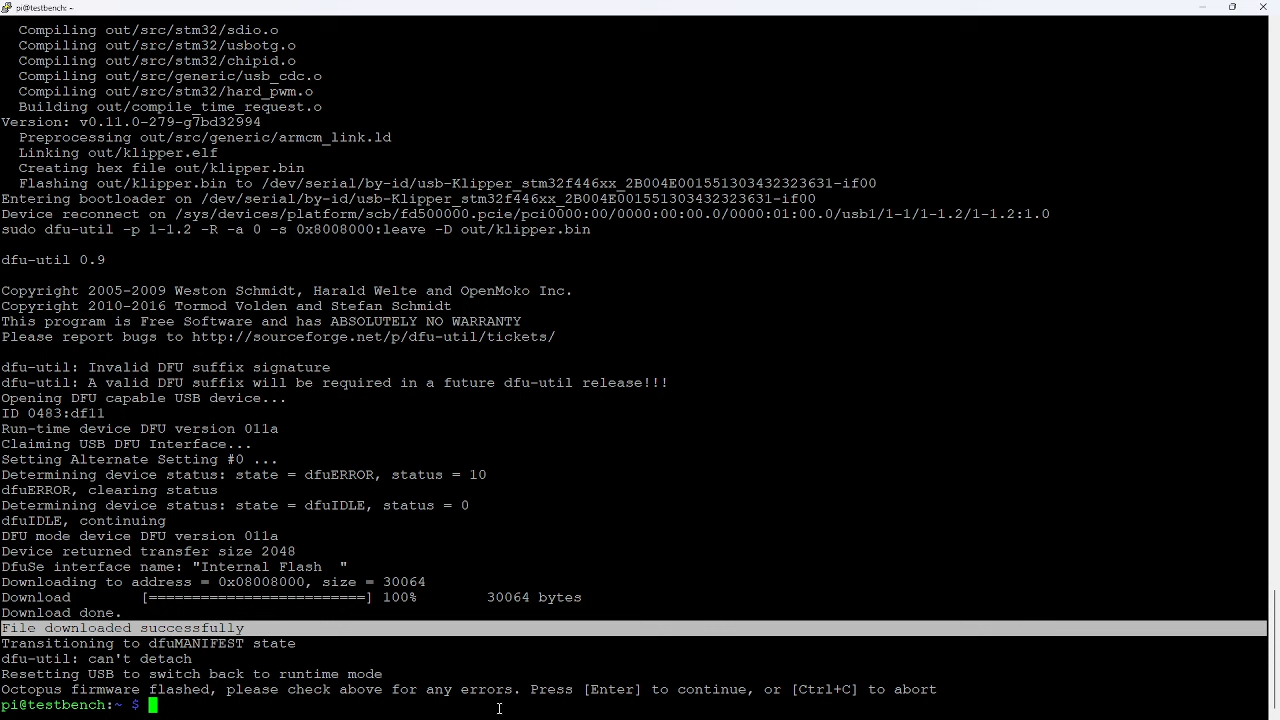 pi@testbench: ~
Compiling out/src/stm32/sdio.o
Compiling out/src/stm32/usbotg.o
Compiling out/src/stm32/chipid.o
Compiling out/src/generic/usb_cdc.o
Compiling out/src/stm32/hard_pwm.o
Building out/compile_time_request.o
Version: v0.11.0-279-g7bd32994
Preprocessing out/src/generic/armcm_link.ld
Linking out/klipper.elf
Creating hex file out/klipper.bin
Flashing out/klipper.bin to /dev/serial/by-id/usb-Klipper_stm32f446xx_2B004E001551303432323631-if00
Entering bootloader on /dev/serial/by-id/usb-Klipper_stm32f446xx_2B004E001551303432323631-if00
Device reconnect on /sys/devices/platform/scb/fd500000.pcie/pci0000:00/0000:00:00.0/0000:01:00.0/usb1/1-1/1-1.2/1-1.2:1.0
sudo dfu-util -p 1-1.2 -R -a 0 -s 0x8008000:leave -D out/klipper.bin
dfu-util 0.9
Copyright 2005-2009 Weston Schmidt, Harald Welte and OpenMoko Inc.
Copyright 2010-2016 Tormod Volden and Stefan Schmidt
This program is Free Software and has ABSOLUTELY NO WARRANTY
Please report bugs to http://sourceforge.net/p/dfu-util/tickets/
dfu-util: Invalid DFU suffix signature
dfu-util: A valid DFU suffix will be required in a future dfu-util release!!!
Opening DFU capable USB device...
ID 0483:df11
Run-time device DFU version 011a
Claiming USB DFU Interface...
Setting Alternate Setting #0 ...
Determining device status: state = dfuERROR, status = 10
dfuERROR, clearing status
Determining device status: state = dfuIDLE, status = 0
dfuIDLE, continuing
DFU mode device DFU version 011a
Device returned transfer size 2048
DfuSe interface name: "Internal Flash  "
Downloading to address = 0x08008000, size = 30064
Download        [=========================] 100%        30064 bytes
Download done.
File downloaded successfully
Transitioning to dfuMANIFEST state
dfu-util: can't detach
Resetting USB to switch back to runtime mode
Octopus firmware flashed, please check above for any errors. Press [Enter] to continue, or [Ctrl+C] to abort
pi@testbench:~ $